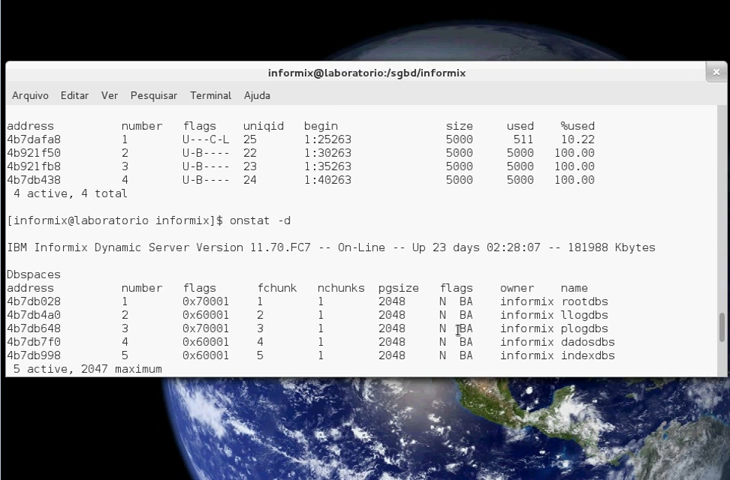 informix@laboratorio:/sgbd/informix
Arquivo Editar Ver Pesquisar Terminal Ajuda
address number flags uniqid begin size used %used
4b7dafa8 1 U---C-L 25 1:25263 5000 511 10.22
4b921f50 2 U-B---- 22 1:30263 5000 5000 100.00
4b921fb8 3 U-B---- 23 1:35263 5000 5000 100.00
4b7db438 4 U-B---- 24 1:40263 5000 5000 100.00
4 active, 4 total
[informix@laboratorio informix]$ onstat -d
IBM Informix Dynamic Server Version 11.70.FC7 -- On-Line -- Up 23 days 02:28:07 -- 181988 Kbytes
Dbspaces
address number flags fchunk nchunks pgsize flags owner name
4b7db028 1 0x70001 1 1 2048 N BA informix rootdbs
4b7db4a0 2 0x60001 2 1 2048 N BA informix llogdbs
4b7db648 3 0x70001 3 1 2048 N BA informix plogdbs
4b7db7f0 4 0x60001 4 1 2048 N BA informix dadosdbs
4b7db998 5 0x60001 5 1 2048 N BA informix indexdbs
5 active, 2047 maximum